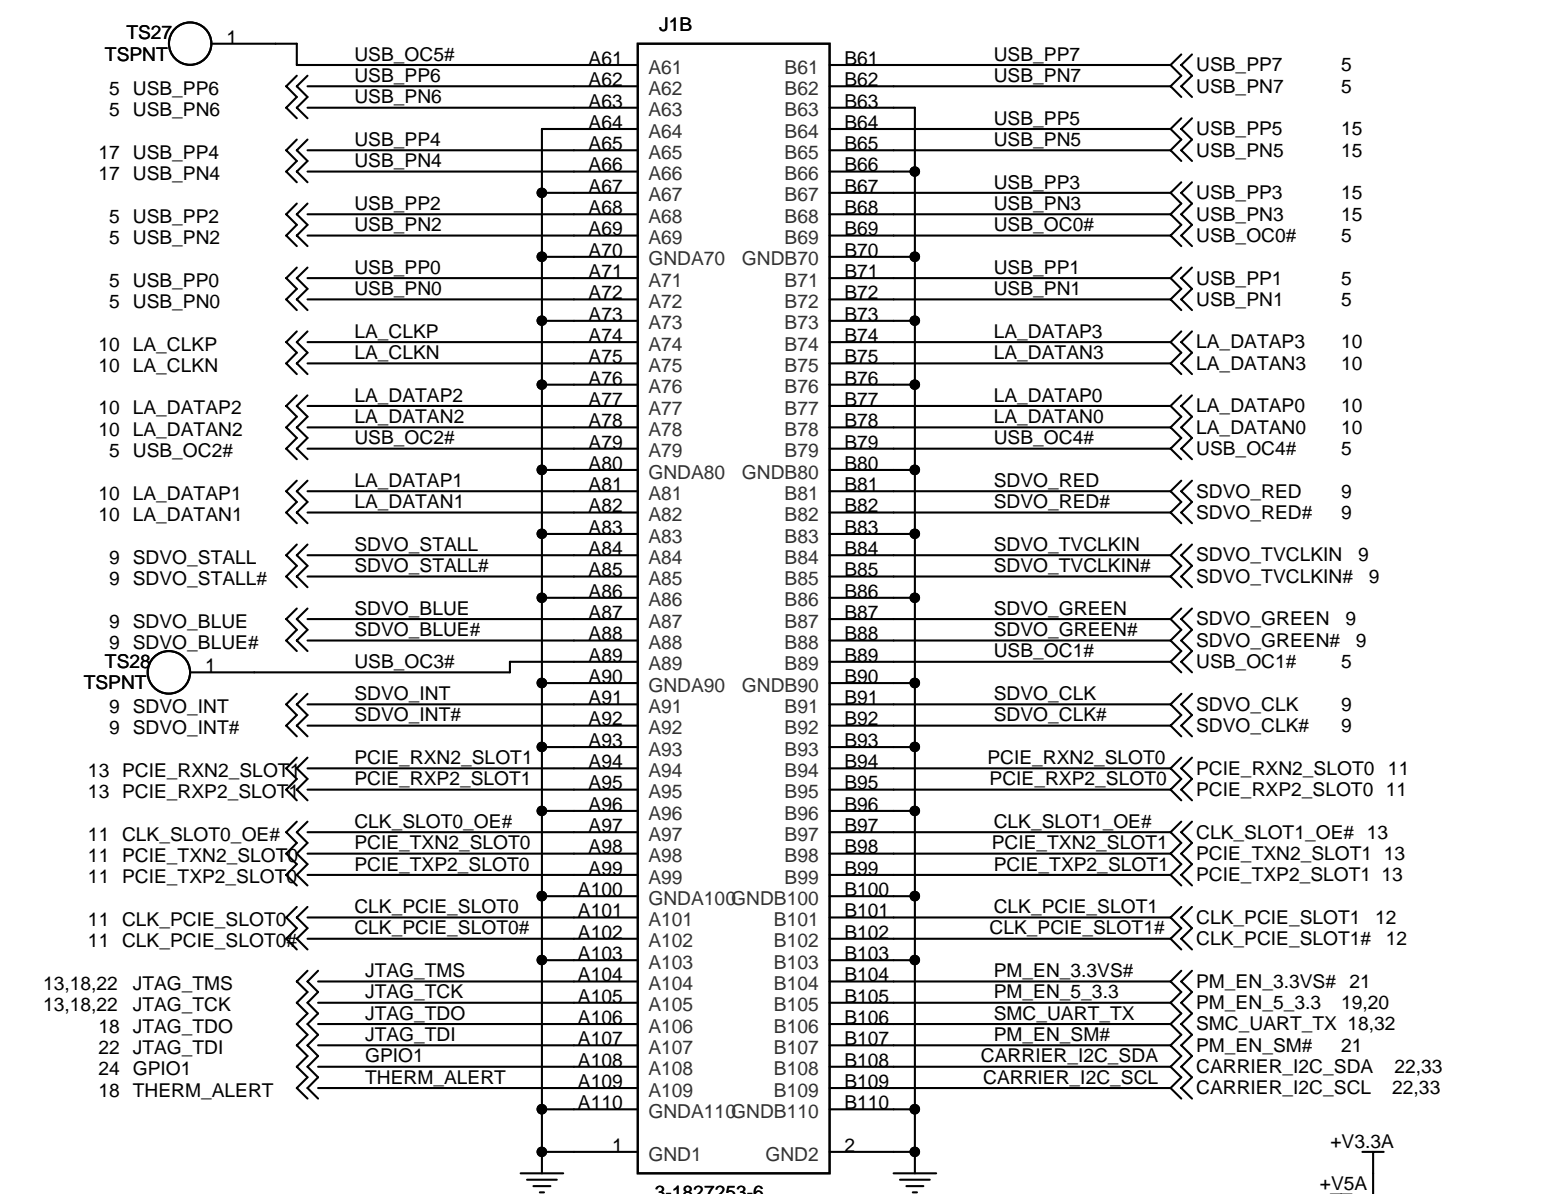 J1B
TS27
TSPNT
1
USB_OC5# A61 A61 B61 B61 USB_PP7 USB_PP7 5
5 USB_PP6 USB_PP6 A62 A62 B62 B62 USB_PN7 USB_PN7 5
5 USB_PN6 USB_PN6 A63 A63 B63 B63
A64 A64 B64 B64 USB_PP5 USB_PP5 15
17 USB_PP4 USB_PP4 A65 A65 B65 B65 USB_PN5 USB_PN5 15
17 USB_PN4 USB_PN4 A66 A66 B66 B66
A67 A67 B67 B67 USB_PP3 USB_PP3 15
5 USB_PP2 USB_PP2 A68 A68 B68 B68 USB_PN3 USB_PN3 15
5 USB_PN2 USB_PN2 A69 A69 B69 B69 USB_OC0# USB_OC0# 5
A70 GNDA70 GNDB70 B70
5 USB_PP0 USB_PP0 A71 A71 B71 B71 USB_PP1 USB_PP1 5
5 USB_PN0 USB_PN0 A72 A72 B72 B72 USB_PN1 USB_PN1 5
A73 A73 B73 B73
10 LA_CLKP LA_CLKP A74 A74 B74 B74 LA_DATAP3 LA_DATAP3 10
10 LA_CLKN LA_CLKN A75 A75 B75 B75 LA_DATAN3 LA_DATAN3 10
A76 A76 B76 B76
10 LA_DATAP2 LA_DATAP2 A77 A77 B77 B77 LA_DATAP0 LA_DATAP0 10
10 LA_DATAN2 LA_DATAN2 A78 A78 B78 B78 LA_DATAN0 LA_DATAN0 10
5 USB_OC2# USB_OC2# A79 A79 B79 B79 USB_OC4# USB_OC4# 5
A80 GNDA80 GNDB80 B80
10 LA_DATAP1 LA_DATAP1 A81 A81 B81 B81 SDVO_RED SDVO_RED 9
10 LA_DATAN1 LA_DATAN1 A82 A82 B82 B82 SDVO_RED# SDVO_RED# 9
A83 A83 B83 B83
9 SDVO_STALL SDVO_STALL A84 A84 B84 B84 SDVO_TVCLKIN SDVO_TVCLKIN 9
9 SDVO_STALL# SDVO_STALL# A85 A85 B85 B85 SDVO_TVCLKIN# SDVO_TVCLKIN# 9
A86 A86 B86 B86
9 SDVO_BLUE SDVO_BLUE A87 A87 B87 B87 SDVO_GREEN SDVO_GREEN 9
9 SDVO_BLUE# SDVO_BLUE# A88 A88 B88 B88 SDVO_GREEN# SDVO_GREEN# 9
TS28
TSPNT
1
USB_OC3# A89 A89 B89 B89 USB_OC1# USB_OC1# 5
A90 GNDA90 GNDB90 B90
9 SDVO_INT SDVO_INT A91 A91 B91 B91 SDVO_CLK SDVO_CLK 9
9 SDVO_INT# SDVO_INT# A92 A92 B92 B92 SDVO_CLK# SDVO_CLK# 9
A93 A93 B93 B93
13 PCIE_RXN2_SLOT1 PCIE_RXN2_SLOT1 A94 A94 B94 B94 PCIE_RXN2_SLOT0 PCIE_RXN2_SLOT0 11
13 PCIE_RXP2_SLOT1 PCIE_RXP2_SLOT1 A95 A95 B95 B95 PCIE_RXP2_SLOT0 PCIE_RXP2_SLOT0 11
A96 A96 B96 B96
11 CLK_SLOT0_OE# CLK_SLOT0_OE# A97 A97 B97 B97 CLK_SLOT1_OE# CLK_SLOT1_OE# 13
11 PCIE_TXN2_SLOT0 PCIE_TXN2_SLOT0 A98 A98 B98 B98 PCIE_TXN2_SLOT1 PCIE_TXN2_SLOT1 13
11 PCIE_TXP2_SLOT0 PCIE_TXP2_SLOT0 A99 A99 B99 B99 PCIE_TXP2_SLOT1 PCIE_TXP2_SLOT1 13
A100 GNDA100 GNDB100 B100
11 CLK_PCIE_SLOT0 CLK_PCIE_SLOT0 A101 A101 B101 B101 CLK_PCIE_SLOT1 CLK_PCIE_SLOT1 12
11 CLK_PCIE_SLOT0# CLK_PCIE_SLOT0# A102 A102 B102 B102 CLK_PCIE_SLOT1# CLK_PCIE_SLOT1# 12
A103 A103 B103 B103
13,18,22 JTAG_TMS JTAG_TMS A104 A104 B104 B104 PM_EN_3.3VS# PM_EN_3.3VS# 21
13,18,22 JTAG_TCK JTAG_TCK A105 A105 B105 B105 PM_EN_5_3.3 PM_EN_5_3.3 19,20
18 JTAG_TDO JTAG_TDO A106 A106 B106 B106 SMC_UART_TX SMC_UART_TX 18,32
22 JTAG_TDI JTAG_TDI A107 A107 B107 B107 PM_EN_SM# PM_EN_SM# 21
24 GPIO1 GPIO1 A108 A108 B108 B108 CARRIER_I2C_SDA CARRIER_I2C_SDA 22,33
18 THERM_ALERT THERM_ALERT A109 A109 B109 B109 CARRIER_I2C_SCL CARRIER_I2C_SCL 22,33
A110 GNDA110 GNDB110 B110
1 GND1 GND2 2
+V3.3A
+V5A
3-1827253-6